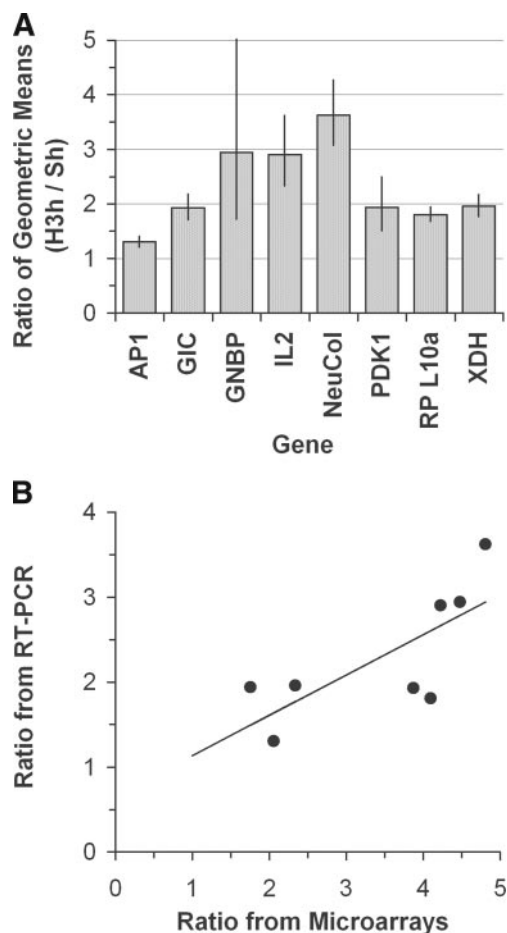 A
Ratio of Geometric Means
(H3h / Sh)
5
4
3
2
1
0
AP1
GIC
GNBP
IL2
NeuCol
PDK1
RP L10a
XDH
Gene
B
Ratio from RT-PCR
4
3
2
1
0
0 1 2 3 4 5
Ratio from Microarrays